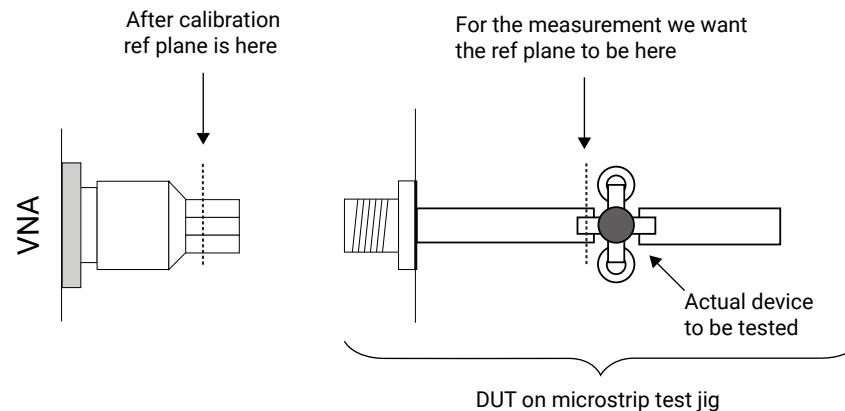 After calibration
ref plane is here
For the measurement we want
the ref plane to be here
VNA
Actual device
to be tested
DUT on microstrip test jig